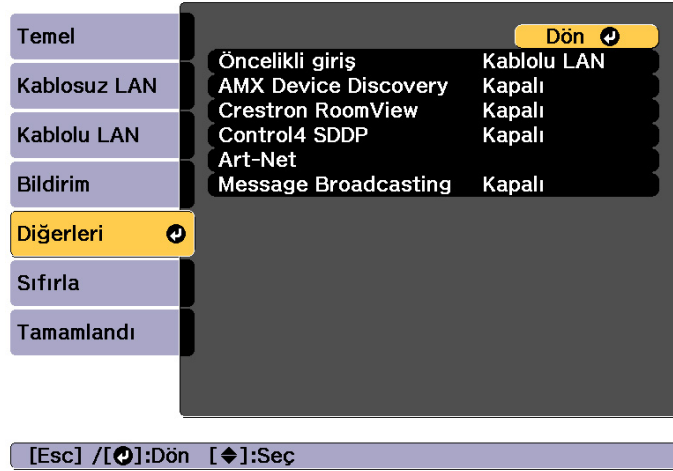 Temel
Kablosuz LAN
Kablolu LAN
Bildirim
Diğerleri
Sıfırla
Tamamlandı
Dön
Öncelikli giriş Kablolu LAN
AMX Device Discovery Kapalı
Crestron RoomView Kapalı
Control4 SDDP Kapalı
Art-Net
Message Broadcasting Kapalı
[Esc] /[↵]:Dön [◆]:Seç